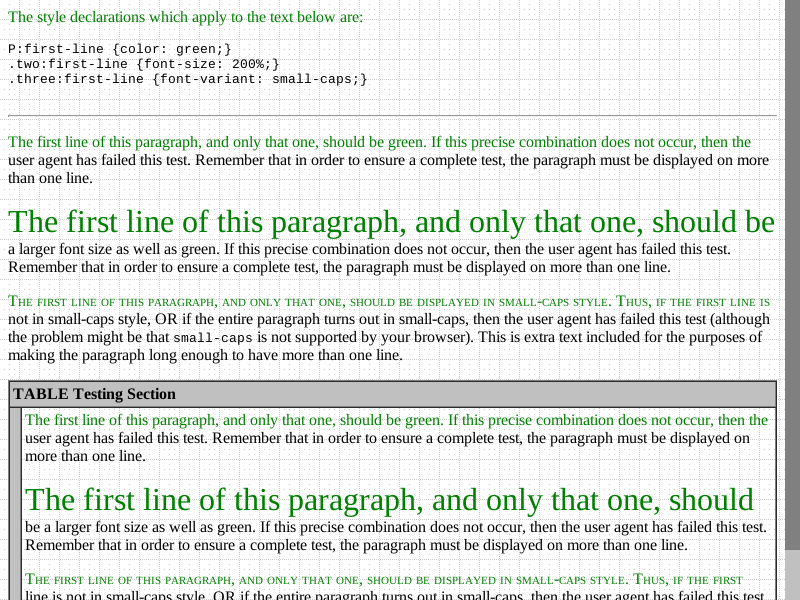 The style declarations which apply to the text below are:
P:first-line {color: green;}
.two:first-line {font-size: 200%;}
.three:first-line {font-variant: small-caps;}
The first line of this paragraph, and only that one, should be green. If this precise combination does not occur, then the
user agent has failed this test. Remember that in order to ensure a complete test, the paragraph must be displayed on more
than one line.
The first line of this paragraph, and only that one, should be
a larger font size as well as green. If this precise combination does not occur, then the user agent has failed this test.
Remember that in order to ensure a complete test, the paragraph must be displayed on more than one line.
The first line of this paragraph, and only that one, should be displayed in small-caps style. Thus, if the first line is
not in small-caps style, OR if the entire paragraph turns out in small-caps, then the user agent has failed this test (although
the problem might be that small-caps is not supported by your browser). This is extra text included for the purposes of
making the paragraph long enough to have more than one line.
TABLE Testing Section
The first line of this paragraph, and only that one, should be green. If this precise combination does not occur, then the
user agent has failed this test. Remember that in order to ensure a complete test, the paragraph must be displayed on
more than one line.
The first line of this paragraph, and only that one, should
be a larger font size as well as green. If this precise combination does not occur, then the user agent has failed this test.
Remember that in order to ensure a complete test, the paragraph must be displayed on more than one line.
The first line of this paragraph, and only that one, should be displayed in small-caps style. Thus, if the first
line is not in small-caps style, OR if the entire paragraph turns out in small-caps, then the user agent has failed this test